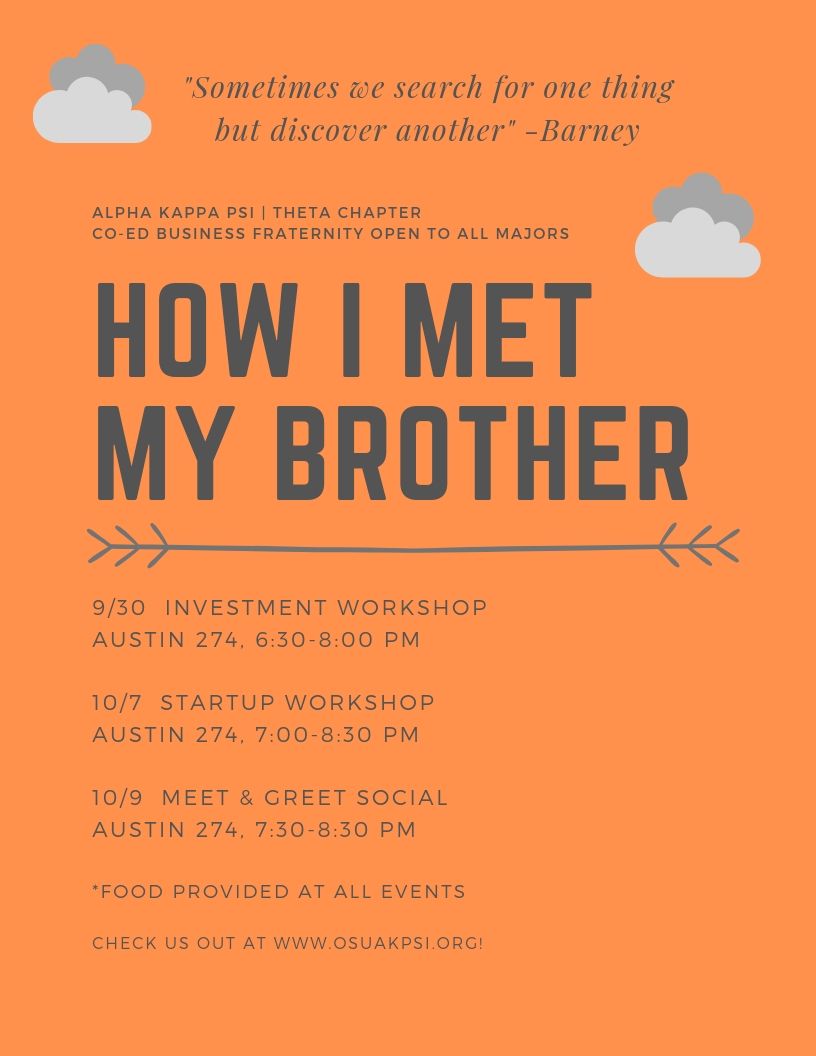 "Sometimes we search for one thing
but discover another" -Barney
ALPHA KAPPA PSI | THETA CHAPTER
CO-ED BUSINESS FRATERNITY OPEN TO ALL MAJORS
HOW I MET
MY BROTHER
9/30 INVESTMENT WORKSHOP
AUSTIN 274, 6:30-8:00 PM
10/7 STARTUP WORKSHOP
AUSTIN 274, 7:00-8:30 PM
10/9 MEET & GREET SOCIAL
AUSTIN 274, 7:30-8:30 PM
*FOOD PROVIDED AT ALL EVENTS
CHECK US OUT AT WWW.OSUAKPSI.ORG!